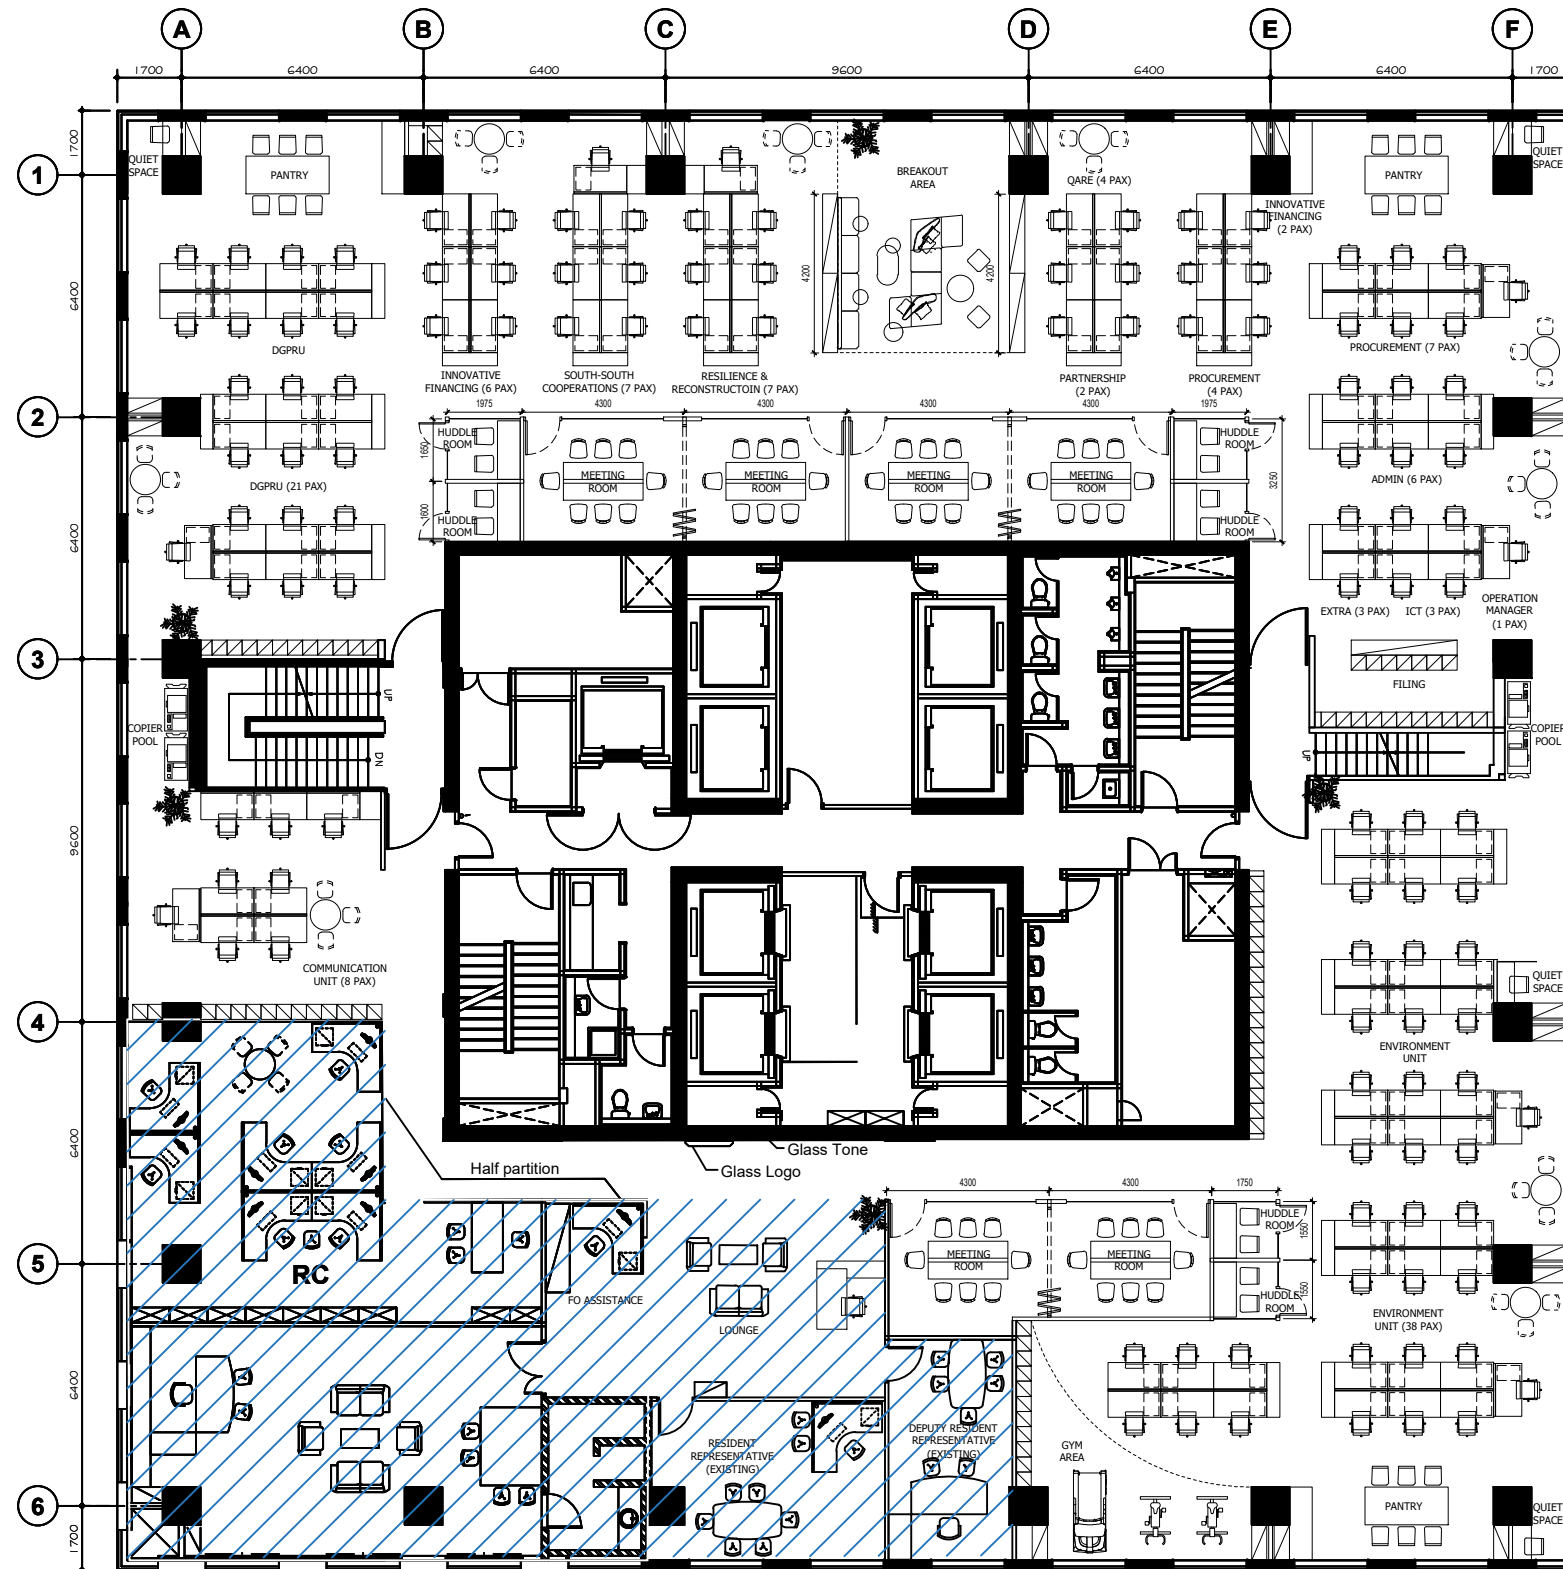 A
B
C
D
E
F
1700
6400
6400
9600
6400
6400
1700
1700
6400
6400
9600
6400
6400
1700
1
2
3
4
5
6
QUIET
SPACE
PANTRY
BREAKOUT
AREA
QARE (4 PAX)
INNOVATIVE
FINANCING
(2 PAX)
PANTRY
QUIET
SPACE
4200
4200
DGPRU
PROCUREMENT (7 PAX)
INNOVATIVE
FINANCING (6 PAX)
SOUTH-SOUTH
COOPERATIONS (7 PAX)
RESILIENCE &
RECONSTRUCTOIN (7 PAX)
PARTNERSHIP
(2 PAX)
PROCUREMENT
(4 PAX)
1975
4300
4300
4300
4300
1975
HUDDLE
ROOM
HUDDLE
ROOM
1650
1600
MEETING
ROOM
MEETING
ROOM
MEETING
ROOM
MEETING
ROOM
HUDDLE
ROOM
HUDDLE
ROOM
3250
DGPRU (21 PAX)
ADMIN (6 PAX)
EXTRA (3 PAX)
ICT (3 PAX)
OPERATION
MANAGER
(1 PAX)
FILING
UP
DN
COPIER
POOL
UP
COPIER
POOL
COMMUNICATION
UNIT (8 PAX)
QUIET
SPACE
ENVIRONMENT
UNIT
Glass Tone
Glass Logo
Half partition
4300
4300
1750
HUDDLE
ROOM
HUDDLE
ROOM
1550
1550
MEETING
ROOM
MEETING
ROOM
RC
FO ASSISTANCE
LOUNGE
ENVIRONMENT
UNIT (38 PAX)
RESIDENT
REPRESENTATIVE
(EXISTING)
DEPUTY RESIDENT
REPRESENTATIVE
(EXISTING)
GYM
AREA
PANTRY
QUIET
SPACE